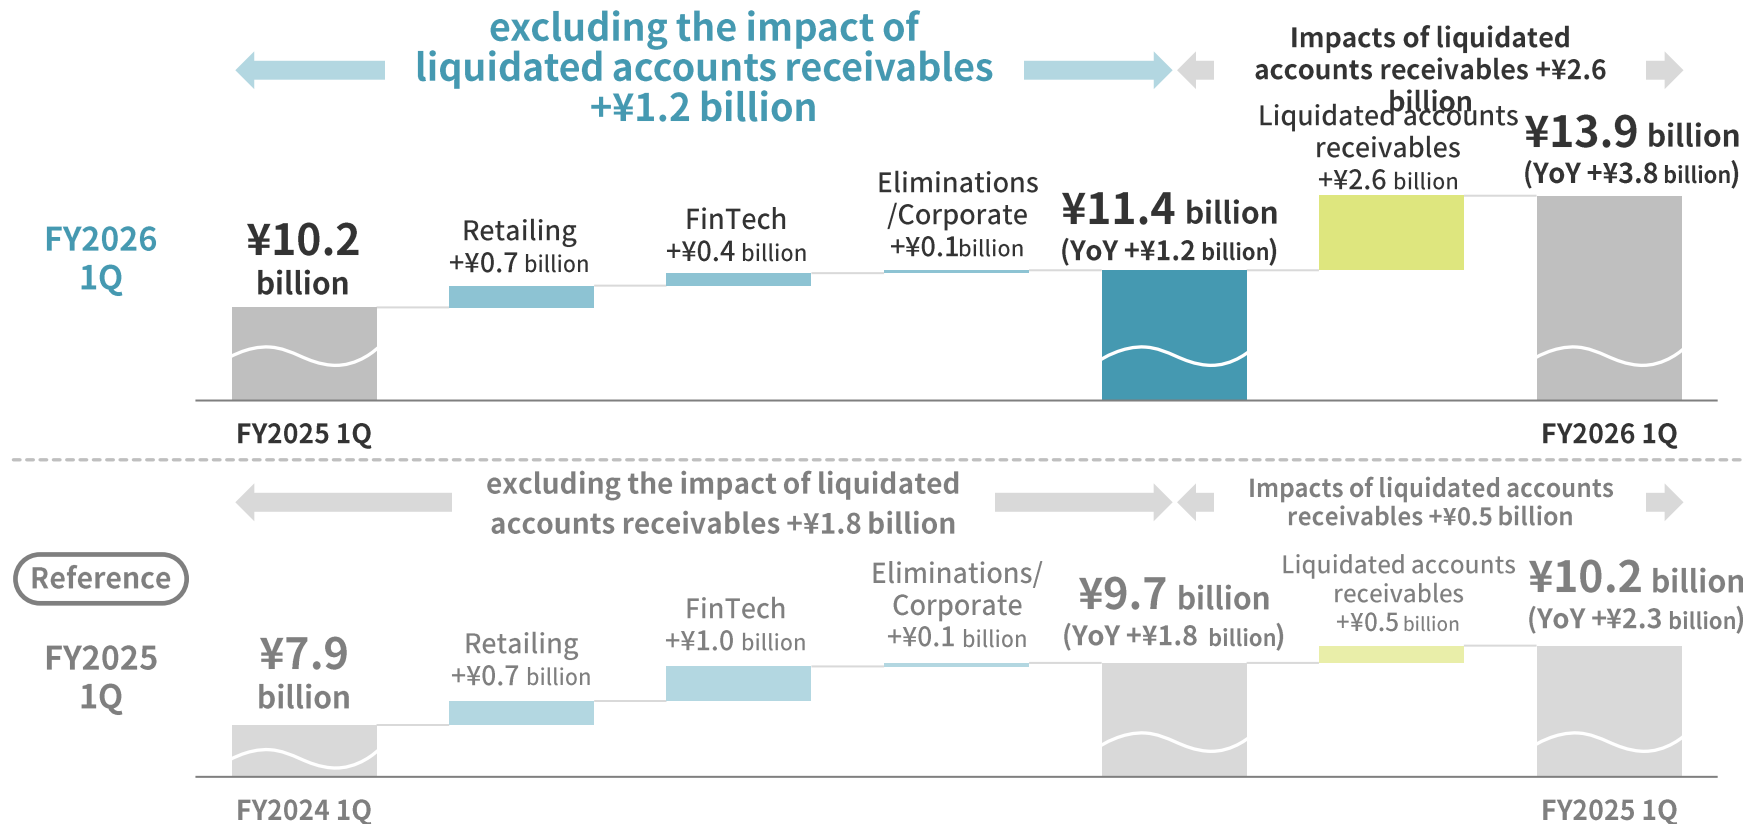 excluding the impact of
liquidated accounts receivables
+¥1.2 billion
Impacts of liquidated
accounts receivables +¥2.6
billion
FY2026
1Q
¥10.2
billion
Retailing
+¥0.7 billion
FinTech
+¥0.4 billion
Eliminations
/Corporate
+¥0.1billion
¥11.4 billion
(YoY +¥1.2 billion)
Liquidated accounts
receivables
+¥2.6 billion
¥13.9 billion
(YoY +¥3.8 billion)
FY2025 1Q
FY2026 1Q
excluding the impact of liquidated
accounts receivables +¥1.8 billion
Impacts of liquidated accounts
receivables +¥0.5 billion
Reference
FY2025
1Q
¥7.9
billion
Retailing
+¥0.7 billion
FinTech
+¥1.0 billion
Eliminations/
Corporate
+¥0.1 billion
¥9.7 billion
(YoY +¥1.8 billion)
Liquidated accounts
receivables
+¥0.5 billion
¥10.2 billion
(YoY +¥2.3 billion)
FY2024 1Q
FY2025 1Q